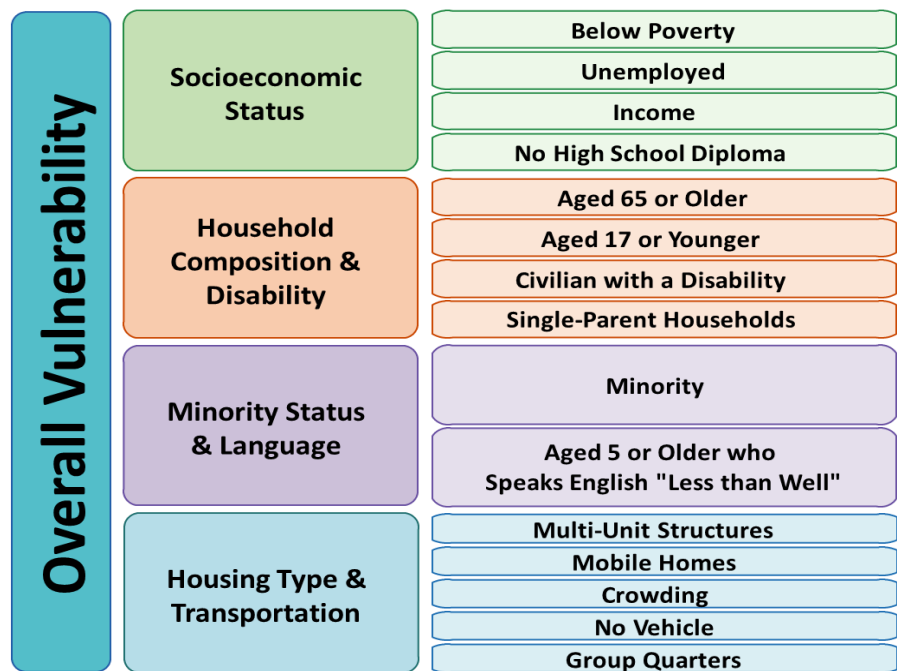 Overall Vulnerability
Socioeconomic
Status
Below Poverty
Unemployed
Income
No High School Diploma
Household
Composition &
Disability
Aged 65 or Older
Aged 17 or Younger
Civilian with a Disability
Single-Parent Households
Minority Status
& Language
Minority
Aged 5 or Older who
Speaks English "Less than Well"
Housing Type &
Transportation
Multi-Unit Structures
Mobile Homes
Crowding
No Vehicle
Group Quarters